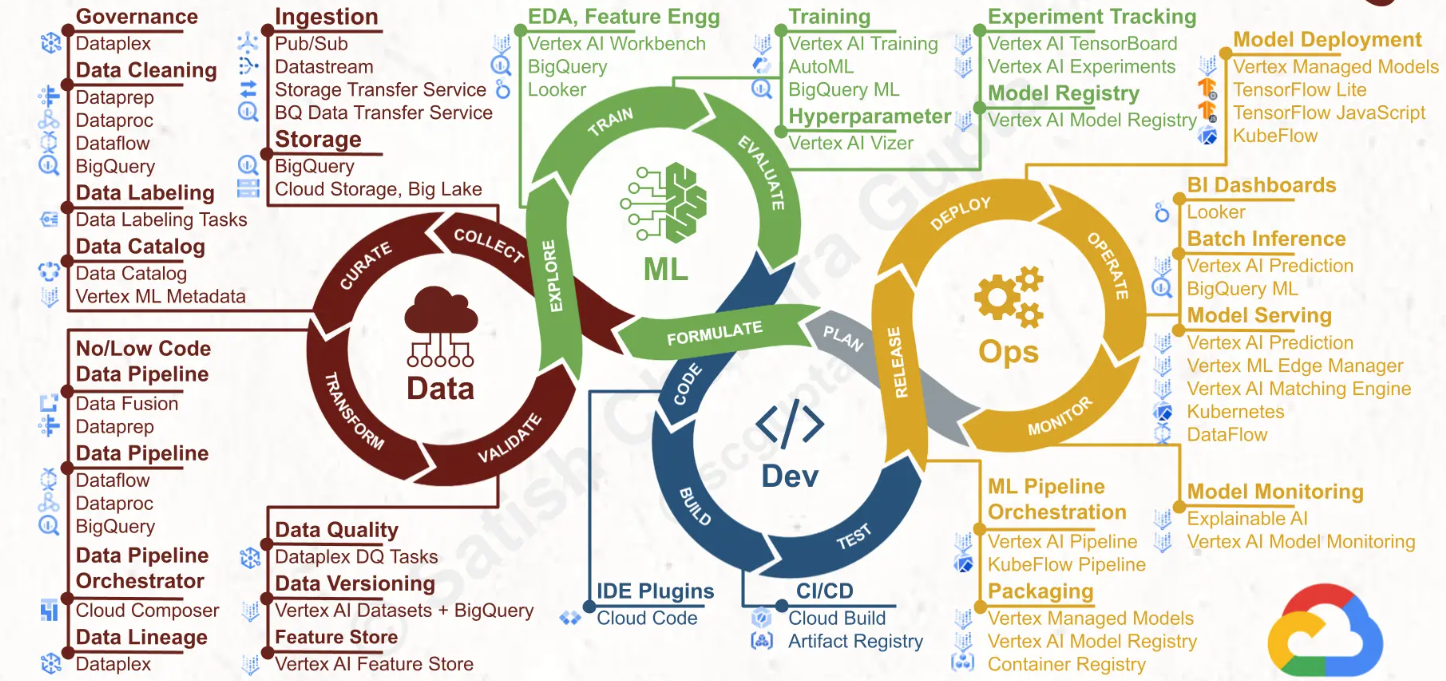 Governance
Dataplex
Data Cleaning
Dataprep
Dataproc
Dataflow
BigQuery
Data Labeling
Data Labeling Tasks
Data Catalog
Data Catalog
Vertex ML Metadata
Ingestion
Pub/Sub
Datastream
Storage Transfer Service
BQ Data Transfer Service
Storage
BigQuery
Cloud Storage, Big Lake
EDA, Feature Engg
Vertex AI Workbench
BigQuery
Looker
Training
Vertex AI Training
AutoML
BigQuery ML
Hyperparameter
Vertex AI Vizer
Experiment Tracking
Vertex AI TensorBoard
Vertex AI Experiments
Model Registry
Vertex AI Model Registry
Model Deployment
Vertex Managed Models
TensorFlow Lite
TensorFlow JavaScript
KubeFlow
BI Dashboards
Looker
Batch Inference
Vertex AI Prediction
BigQuery ML
Model Serving
Vertex AI Prediction
Vertex ML Edge Manager
Vertex AI Matching Engine
Kubernetes
DataFlow
CURATE
COLLECT
TRANSFORM
VALIDATE
Data
EXPLORE
TRAIN
EVALUATE
FORMULATE
ML
CODE
BUILD
TEST
PLAN
</>
Dev
RELEASE
DEPLOY
OPERATE
MONITOR
Ops
No/Low Code
Data Pipeline
Data Fusion
Dataprep
Data Pipeline
Dataflow
Dataproc
BigQuery
Data Pipeline
Orchestrator
Cloud Composer
Data Lineage
Dataplex
Data Quality
Dataplex DQ Tasks
Data Versioning
Vertex AI Datasets + BigQuery
Feature Store
Vertex AI Feature Store
IDE Plugins
Cloud Code
CI/CD
Cloud Build
Artifact Registry
ML Pipeline
Orchestration
Vertex AI Pipeline
KubeFlow Pipeline
Packaging
Vertex Managed Models
Vertex AI Model Registry
Container Registry
Model Monitoring
Explainable AI
Vertex AI Model Monitoring